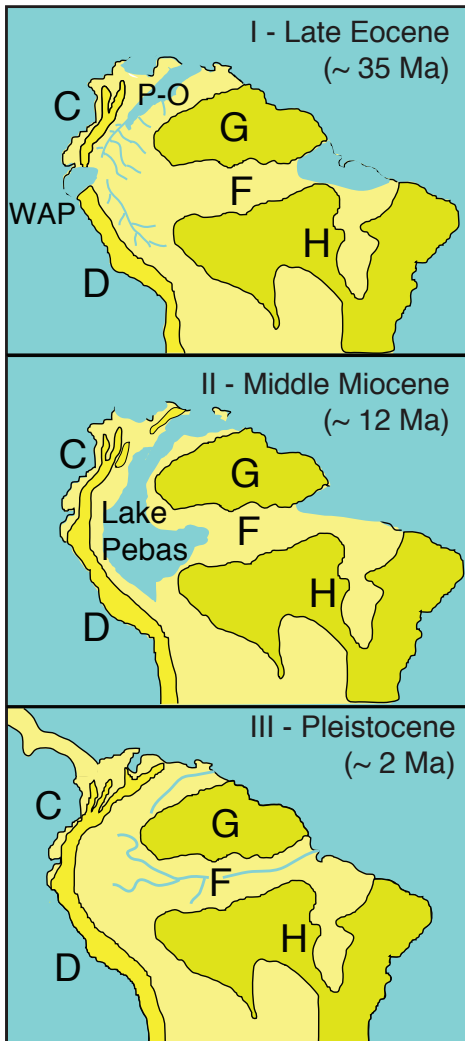 I - Late Eocene
(~ 35 Ma)
C
P-O
G
F
WAP
H
D
II - Middle Miocene
(~ 12 Ma)
C
G
Lake
Pebas
F
H
D
III - Pleistocene
(~ 2 Ma)
C
G
F
H
D